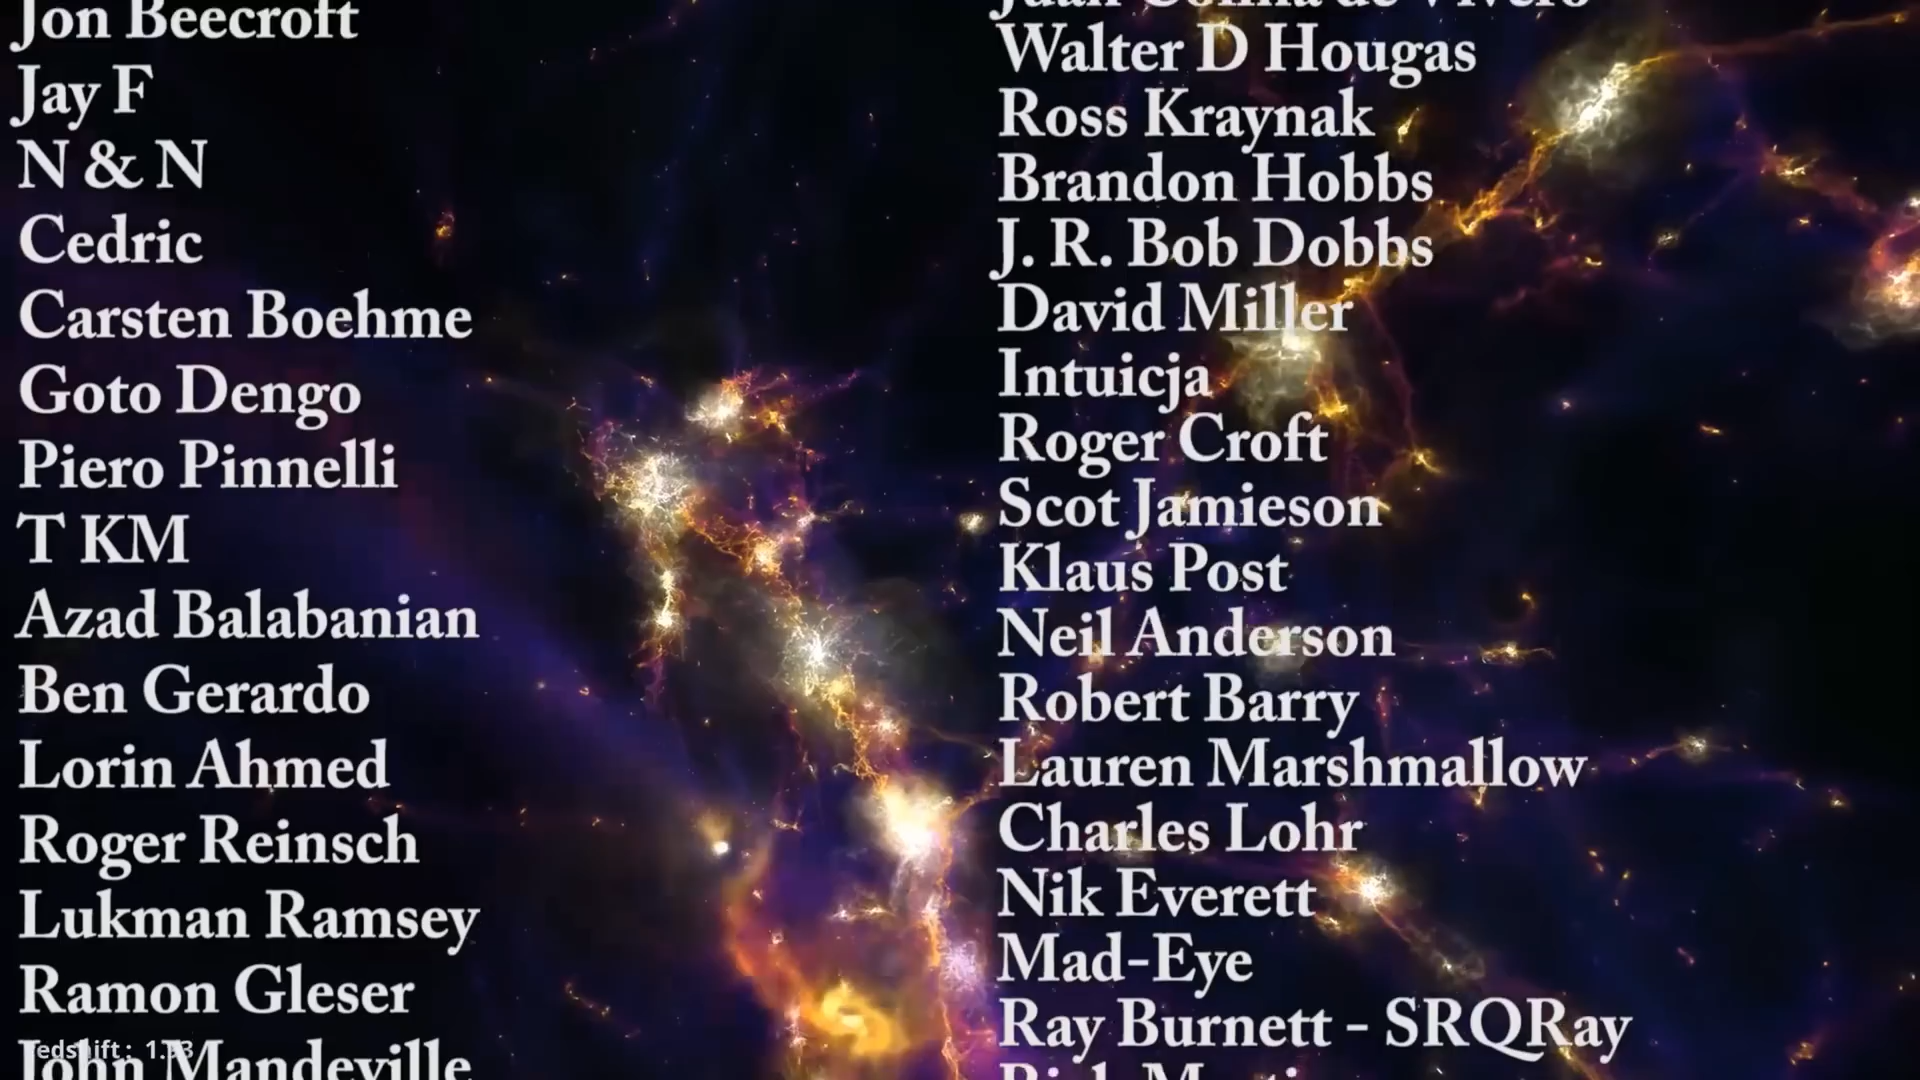 Jon Beecroft
Jay F
N & N
Cedric
Carsten Boehme
Goto Dengo
Piero Pinnelli
T KM
Azad Balabanian
Ben Gerardo
Lorin Ahmed
Roger Reinsch
Lukman Ramsey
Ramon Gleser
John Mandeville
Walter D Hougas
Ross Kraynak
Brandon Hobbs
J. R. Bob Dobbs
David Miller
Intuicja
Roger Croft
Scot Jamieson
Klaus Post
Neil Anderson
Robert Barry
Lauren Marshmallow
Charles Lohr
Nik Everett
Mad-Eye
Ray Burnett - SRQRay